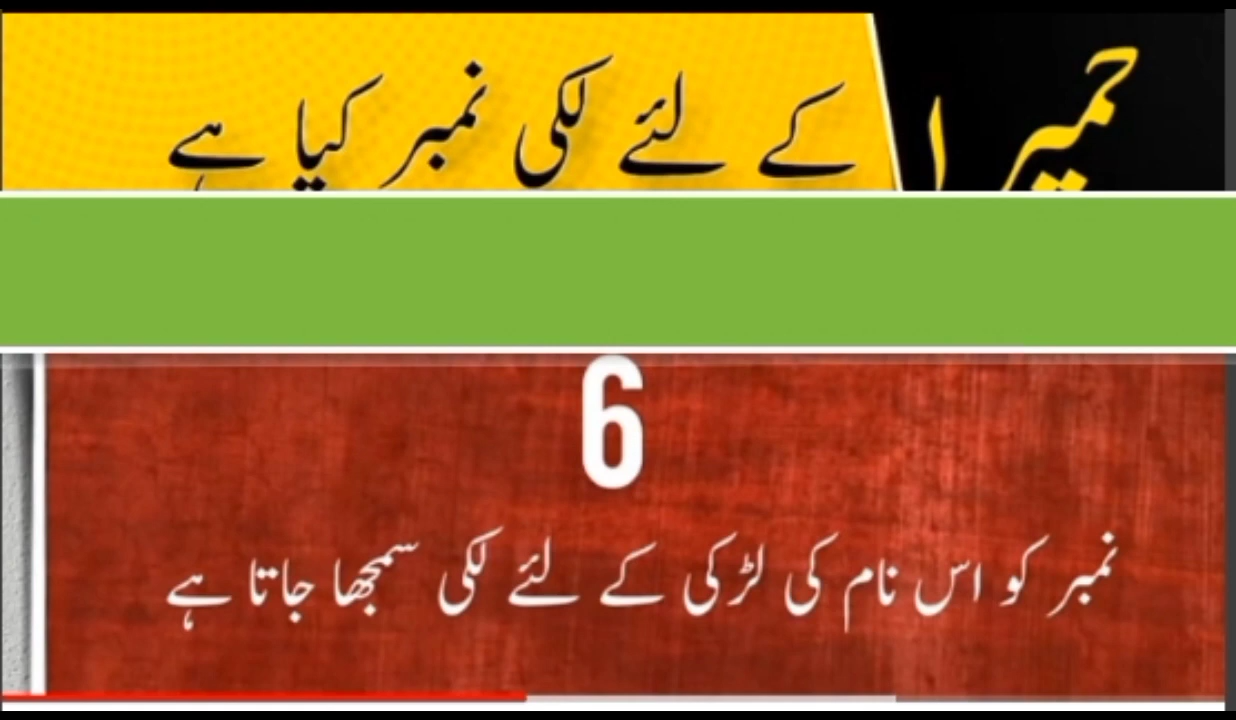 حمیرا کے لئے لکی نمبر کیا ہے
6
نمبر کو اس نام کی لڑکی کے لئے لکی سمجھا جاتا ہے